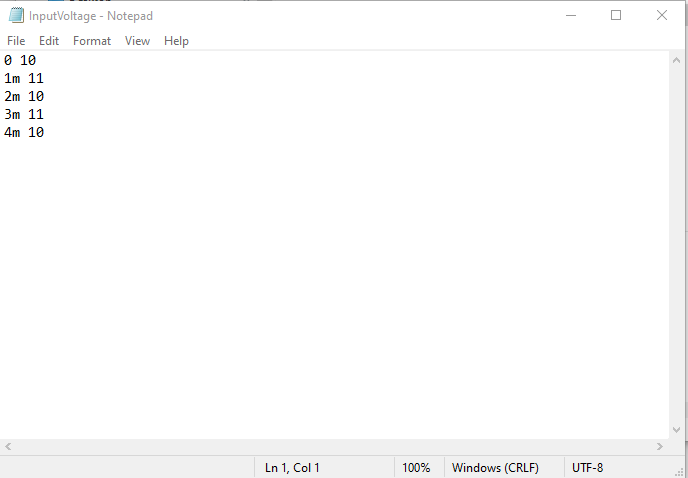 InputVoltage - Notepad
File Edit Format View Help
0 10
1m 11
2m 10
3m 11
4m 10
Ln 1, Col 1 100% Windows (CRLF) UTF-8